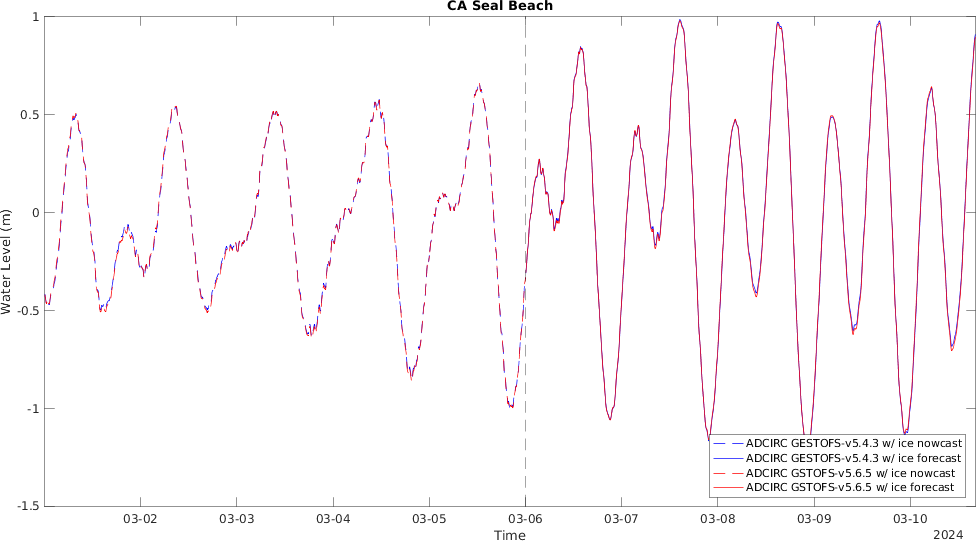 CA Seal Beach
1
0.5
0
-0.5
-1
-1.5
Water Level (m)
03-02 03-03 03-04 03-05 03-06 03-07 03-08 03-09 03-10
Time
2024
ADCIRC GESTOFS-v5.4.3 w/ ice nowcast
ADCIRC GESTOFS-v5.4.3 w/ ice forecast
ADCIRC GSTOFS-v5.6.5 w/ ice nowcast
ADCIRC GSTOFS-v5.6.5 w/ ice forecast